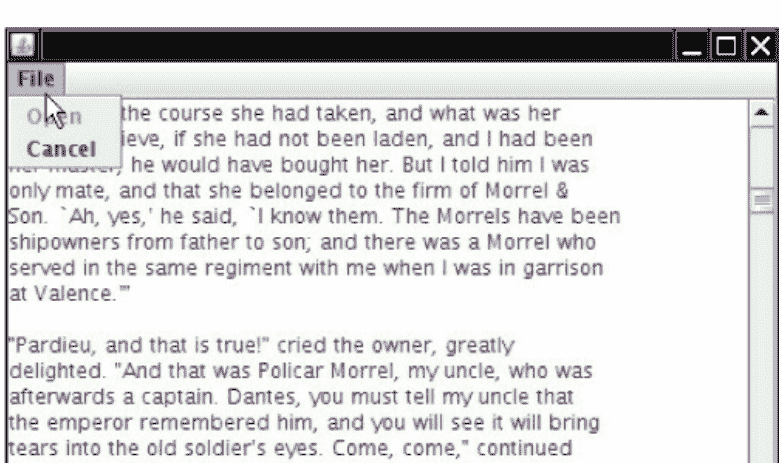 File
Open
Cancel
the course she had taken, and what was her
ieve, if she had not been laden, and I had been
her master, he would have bought her. But I told him I was
only mate, and that she belonged to the firm of Morrel &
Son. `Ah, yes,' he said, `I know them. The Morrels have been
shipowners from father to son; and there was a Morrel who
served in the same regiment with me when I was in garrison
at Valence.'"
"Pardieu, and that is true!" cried the owner, greatly
delighted. "And that was Policar Morrel, my uncle, who was
afterwards a captain. Dantes, you must tell my uncle that
the emperor remembered him, and you will see it will bring
tears into the old soldier's eyes. Come, come," continued